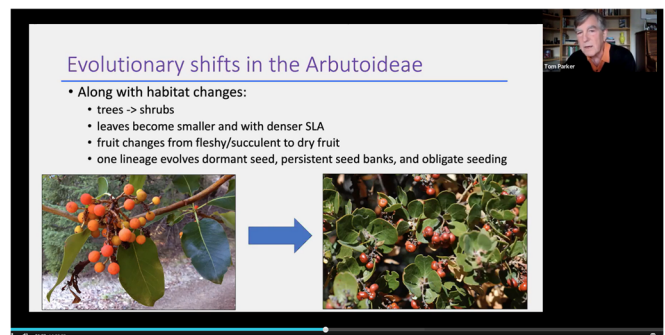 Evolutionary shifts in the Arbutoideae
• Along with habitat changes:
• trees -> shrubs
• leaves become smaller and with denser SLA
• fruit changes from fleshy/succulent to dry fruit
• one lineage evolves dormant seed, persistent seed banks, and obligate seeding
Tom Parker